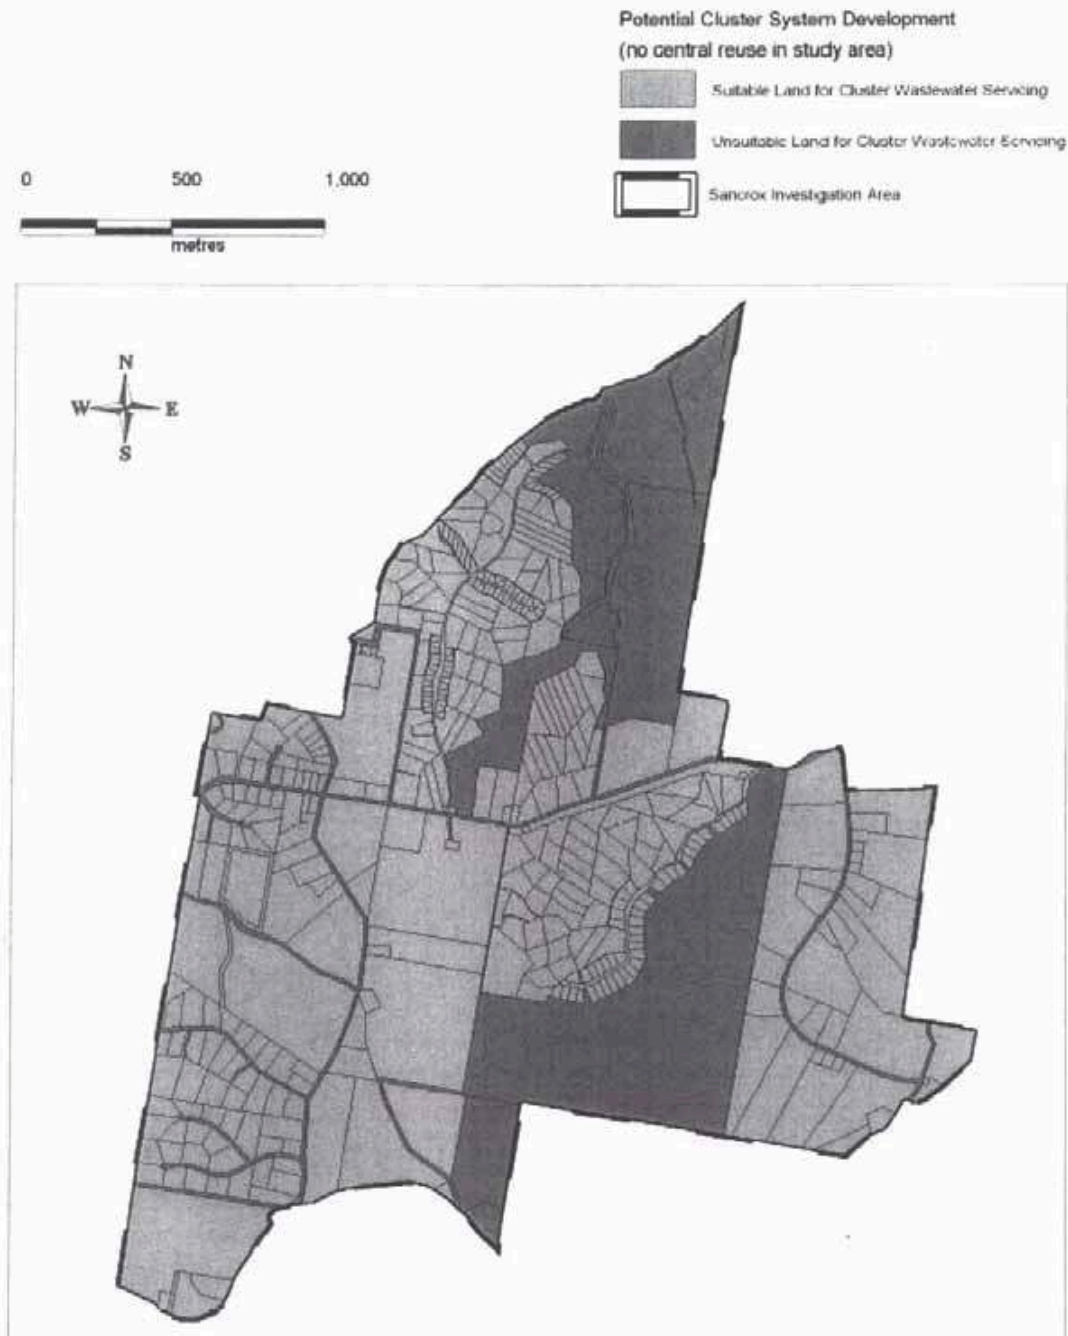 Potential Cluster System Development
(no central reuse in study area)
Suitable Land for Cluster Wastewater Servicing
Unsuitable Land for Cluster Wastewater Servicing
Sancrox Investigation Area
0 500 1,000
metres
N
W E
S